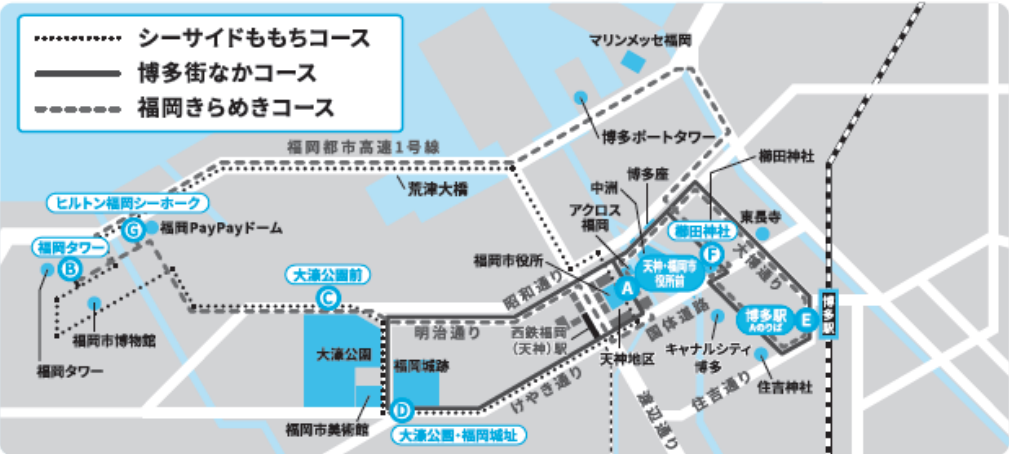 シーサイドももちコース
博多街なかコース
福岡きらめきコース
マリンメッセ福岡
博多ポートタワー
福岡都市高速1号線
荒津大橋
櫛田神社
博多座
中洲
アクロス
福岡
東長寺
ヒルトン福岡シーホーク
G
福岡PayPayドーム
福岡タワー
B
櫛田神社
F
福岡市役所
天神・福岡市
役所前
A
大博通り
大濠公園前
C
昭和通り
国体道路
博多駅
Aのりば
E
博多駅
明治通り
西鉄福岡
(天神)駅
天神地区
キャナルシティ
博多
住吉神社
住吉通り
福岡市博物館
福岡タワー
大濠公園
福岡城跡
けやき通り
渡辺通り
福岡市美術館
D
大濠公園・福岡城址